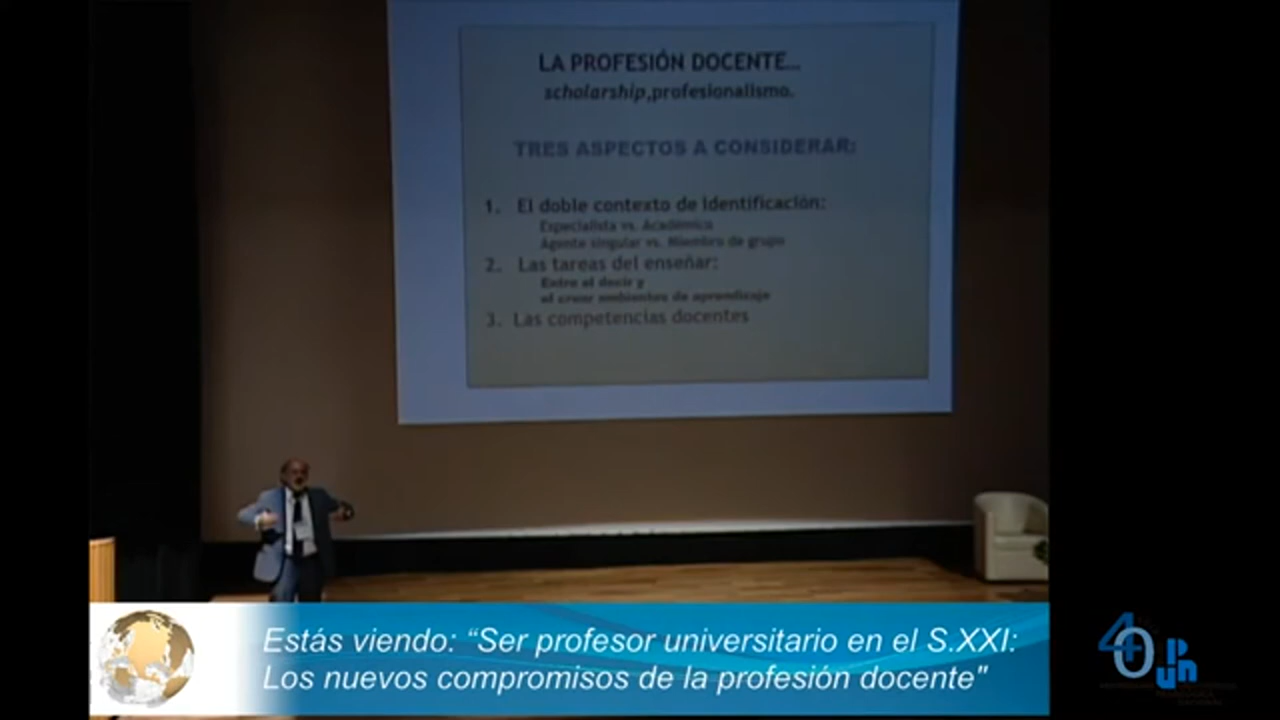 LA PROFESIÓN DOCENTE...
scholarship,profesionalismo.
TRES ASPECTOS A CONSIDERAR:
1. El doble contexto de identificación:
Especialista vs. Académico
Agente singular vs. Miembro de grupo
2. Las tareas del enseñar:
Entre el decir y
el crear ambientes de aprendizaje
3. Las competencias docentes
Estás viendo: “Ser profesor universitario en el S.XXI:
Los nuevos compromisos de la profesión docente"
40
upn